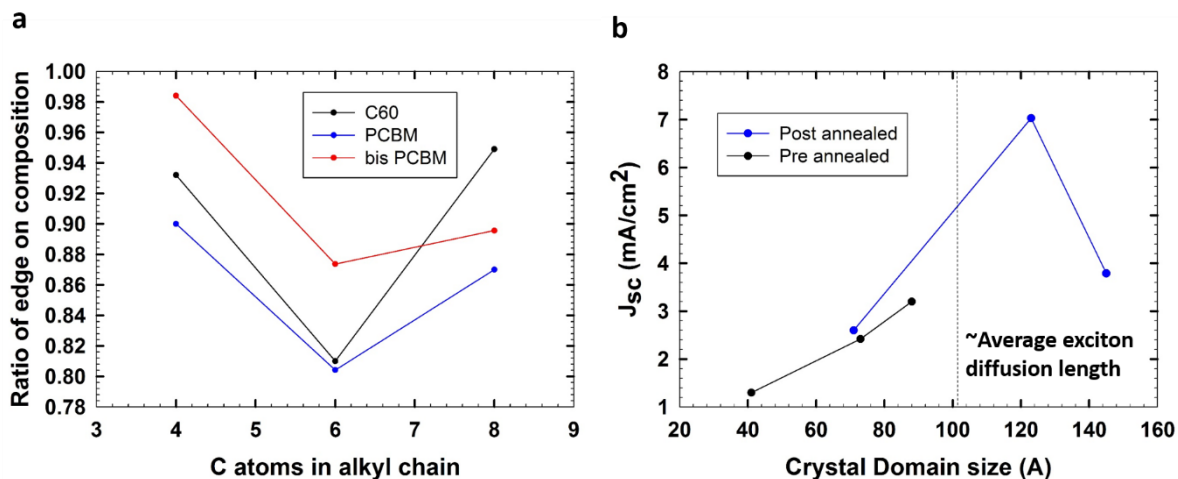 a
Ratio of edge on composition
1.00
0.98
0.96
0.94
0.92
0.90
0.88
0.86
0.84
0.82
0.80
0.78
C60
PCBM
bis PCBM
3 4 5 6 7 8 9
C atoms in alkyl chain
b
J_SC (mA/cm²)
8
7
6
5
4
3
2
1
Post annealed
Pre annealed
~Average exciton
diffusion length
20 40 60 80 100 120 140 160
Crystal Domain size (A)